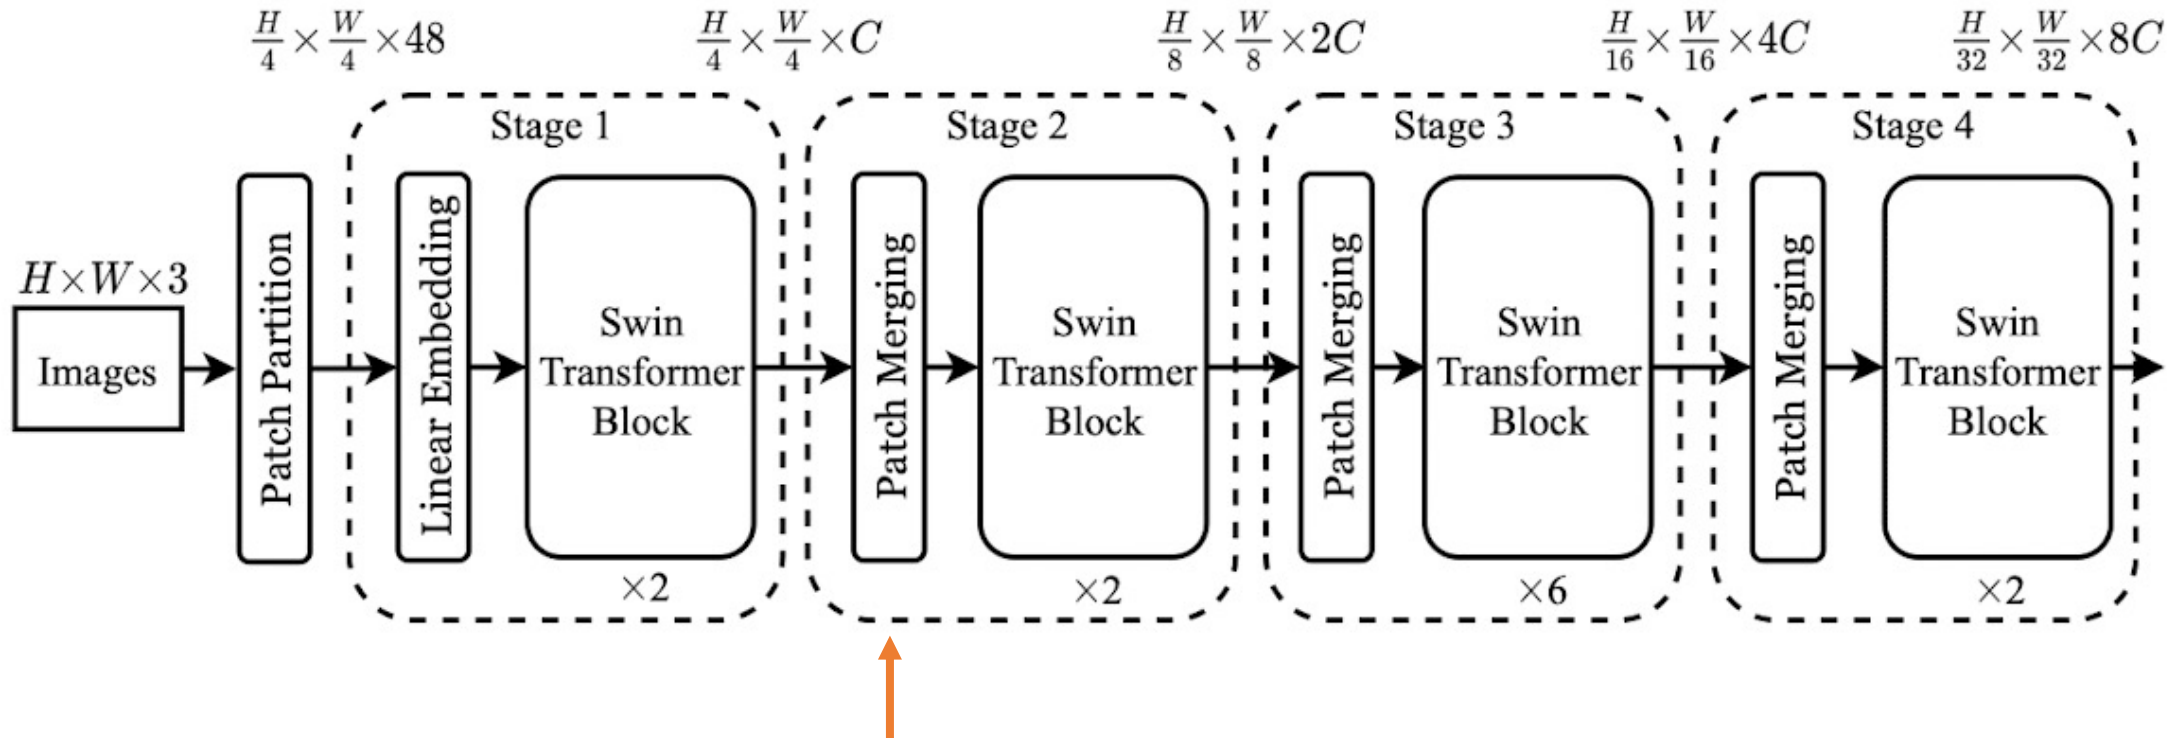 H/4 × W/4 × 48
H/4 × W/4 × C
H/8 × W/8 × 2C
H/16 × W/16 × 4C
H/32 × W/32 × 8C
Stage 1
Stage 2
Stage 3
Stage 4
H×W×3
Images
Patch Partition
Linear Embedding
Swin
Transformer
Block
×2
Patch Merging
Swin
Transformer
Block
×2
Patch Merging
Swin
Transformer
Block
×6
Patch Merging
Swin
Transformer
Block
×2